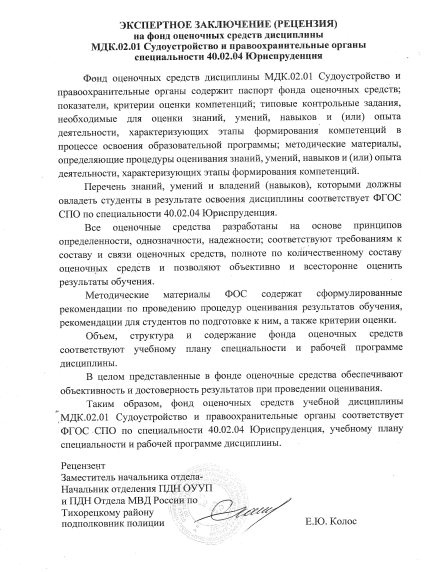 ЭКСПЕРТНОЕ ЗАКЛЮЧЕНИЕ (РЕЦЕНЗИЯ)
на фонд оценочных средств дисциплины
МДК.02.01 Судоустройство и правоохранительные органы
специальности 40.02.04 Юриспруденция
Фонд оценочных средств дисциплины МДК.02.01 Судоустройство и
правоохранительные органы содержит паспорт фонда оценочных средств;
показатели, критерии оценки компетенций; типовые контрольные задания,
необходимые для оценки знаний, умений, навыков и (или) опыта
деятельности, характеризующих этапы формирования компетенций в
процессе освоения образовательной программы; методические материалы,
определяющие процедуры оценивания знаний, умений, навыков и (или) опыта
деятельности, характеризующих этапы формирования компетенций.
Перечень знаний, умений и владений (навыков), которыми должны
овладеть студенты в результате освоения дисциплины соответствует ФГОС
СПО по специальности 40.02.04 Юриспруденция.
Все оценочные средства разработаны на основе принципов
определенности, однозначности, надежности; соответствуют требованиям к
составу и связи оценочных средств, полноте по количественному составу
оценочных средств и позволяют объективно и всесторонне оценить
результаты обучения.
Методические материалы ФОС содержат сформулированные
рекомендации по проведению процедур оценивания результатов обучения,
рекомендации для студентов по подготовке к ним, а также критерии оценки.
Объем, структура и содержание фонда оценочных средств
соответствуют учебному плану специальности и рабочей программе
дисциплины.
В целом представленные в фонде оценочные средства обеспечивают
объективность и достоверность результатов при проведении оценивания.
Таким образом, фонд оценочных средств учебной дисциплины
МДК.02.01 Судоустройство и правоохранительные органы соответствует
ФГОС СПО по специальности 40.02.04 Юриспруденция, учебному плану
специальности и рабочей программе дисциплины.
Рецензент
Заместитель начальника отдела-
Начальник отделения ПДН ОУУП
и ПДН Отдела МВД России по
Тихорецкому району
подполковник полиции Е.Ю. Колос